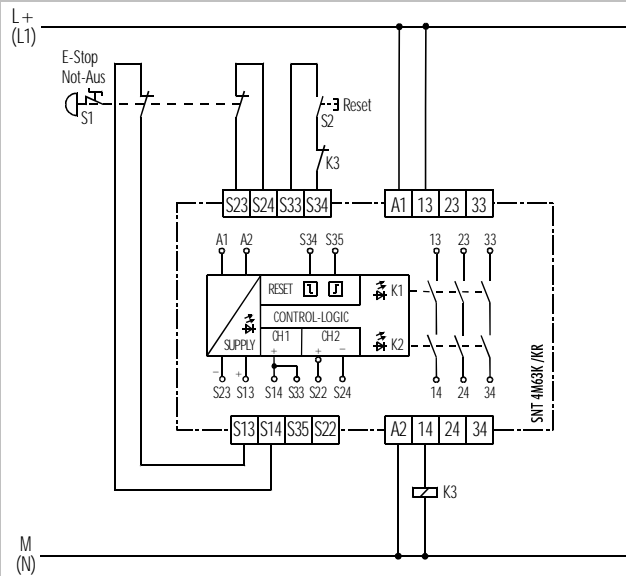 L+
(L1)
E-Stop
Not-Aus
S1
Reset
S2
K3
S23 S24 S33 S34
A1 13 23 33
A1 A2 S34 S35 13 23 33
RESET
K1
CONTROL-LOGIC
CH1 CH2
SUPPLY
K2
+ + −
− +
S23 S13 S14 S33 S22 S24
14 24 34
SNT 4M63K /KR
S13 S14 S35 S22
A2 14 24 34
K3
M
(N)